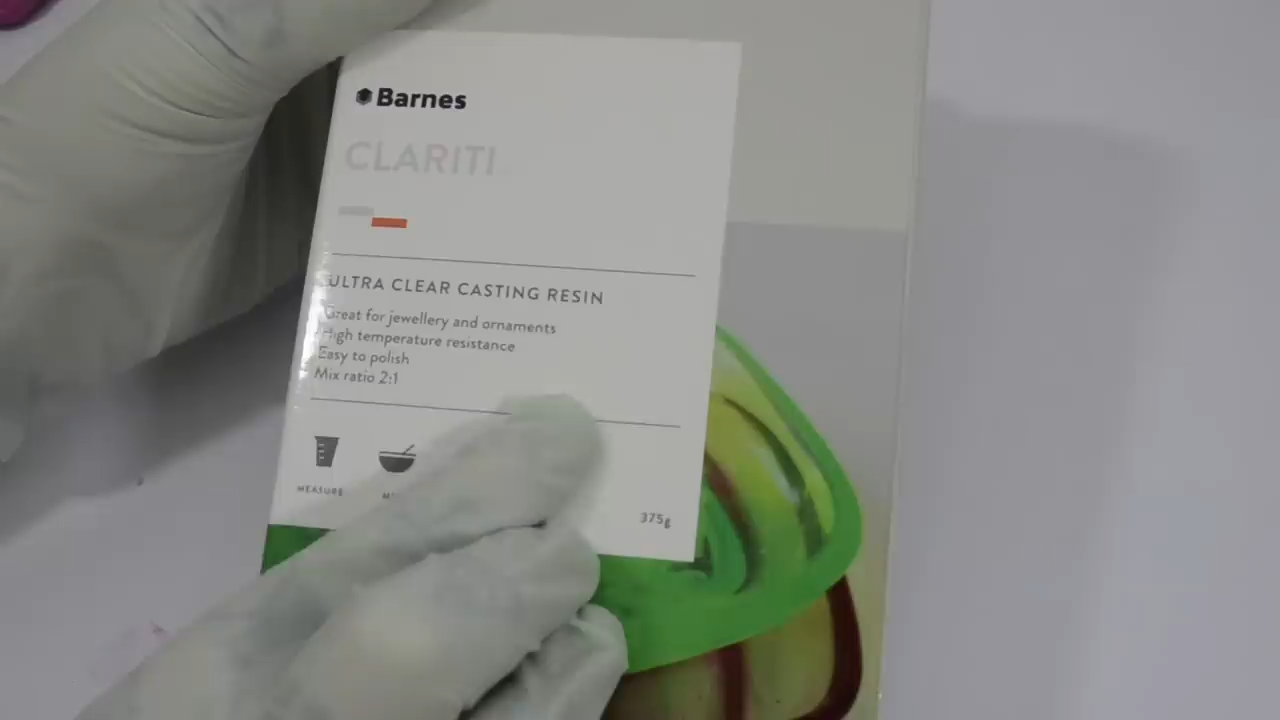 Barnes
CLARITI
ULTRA CLEAR CASTING RESIN
Great for jewellery and ornaments
High temperature resistance
Easy to polish
Mix ratio 2:1
MEASURE
375g